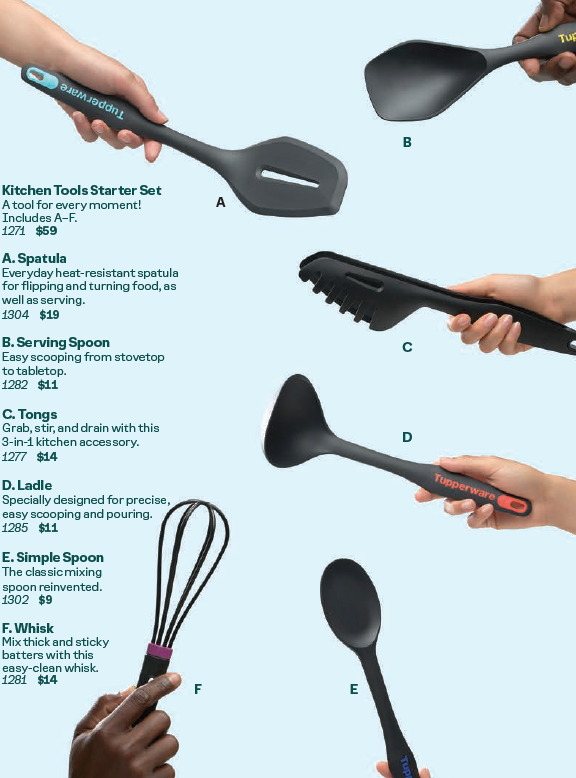 Tupperware
Tup
B
A
Kitchen Tools Starter Set
A tool for every moment!
Includes A–F.
1271 $59
A. Spatula
Everyday heat-resistant spatula
for flipping and turning food, as
well as serving.
1304 $19
B. Serving Spoon
Easy scooping from stovetop
to tabletop.
1282 $11
C. Tongs
Grab, stir, and drain with this
3-in-1 kitchen accessory.
1277 $14
D. Ladle
Specially designed for precise,
easy scooping and pouring.
1285 $11
E. Simple Spoon
The classic mixing
spoon reinvented.
1302 $9
F. Whisk
Mix thick and sticky
batters with this
easy-clean whisk.
1281 $14
C
D
Tupperware
F
E
Tup